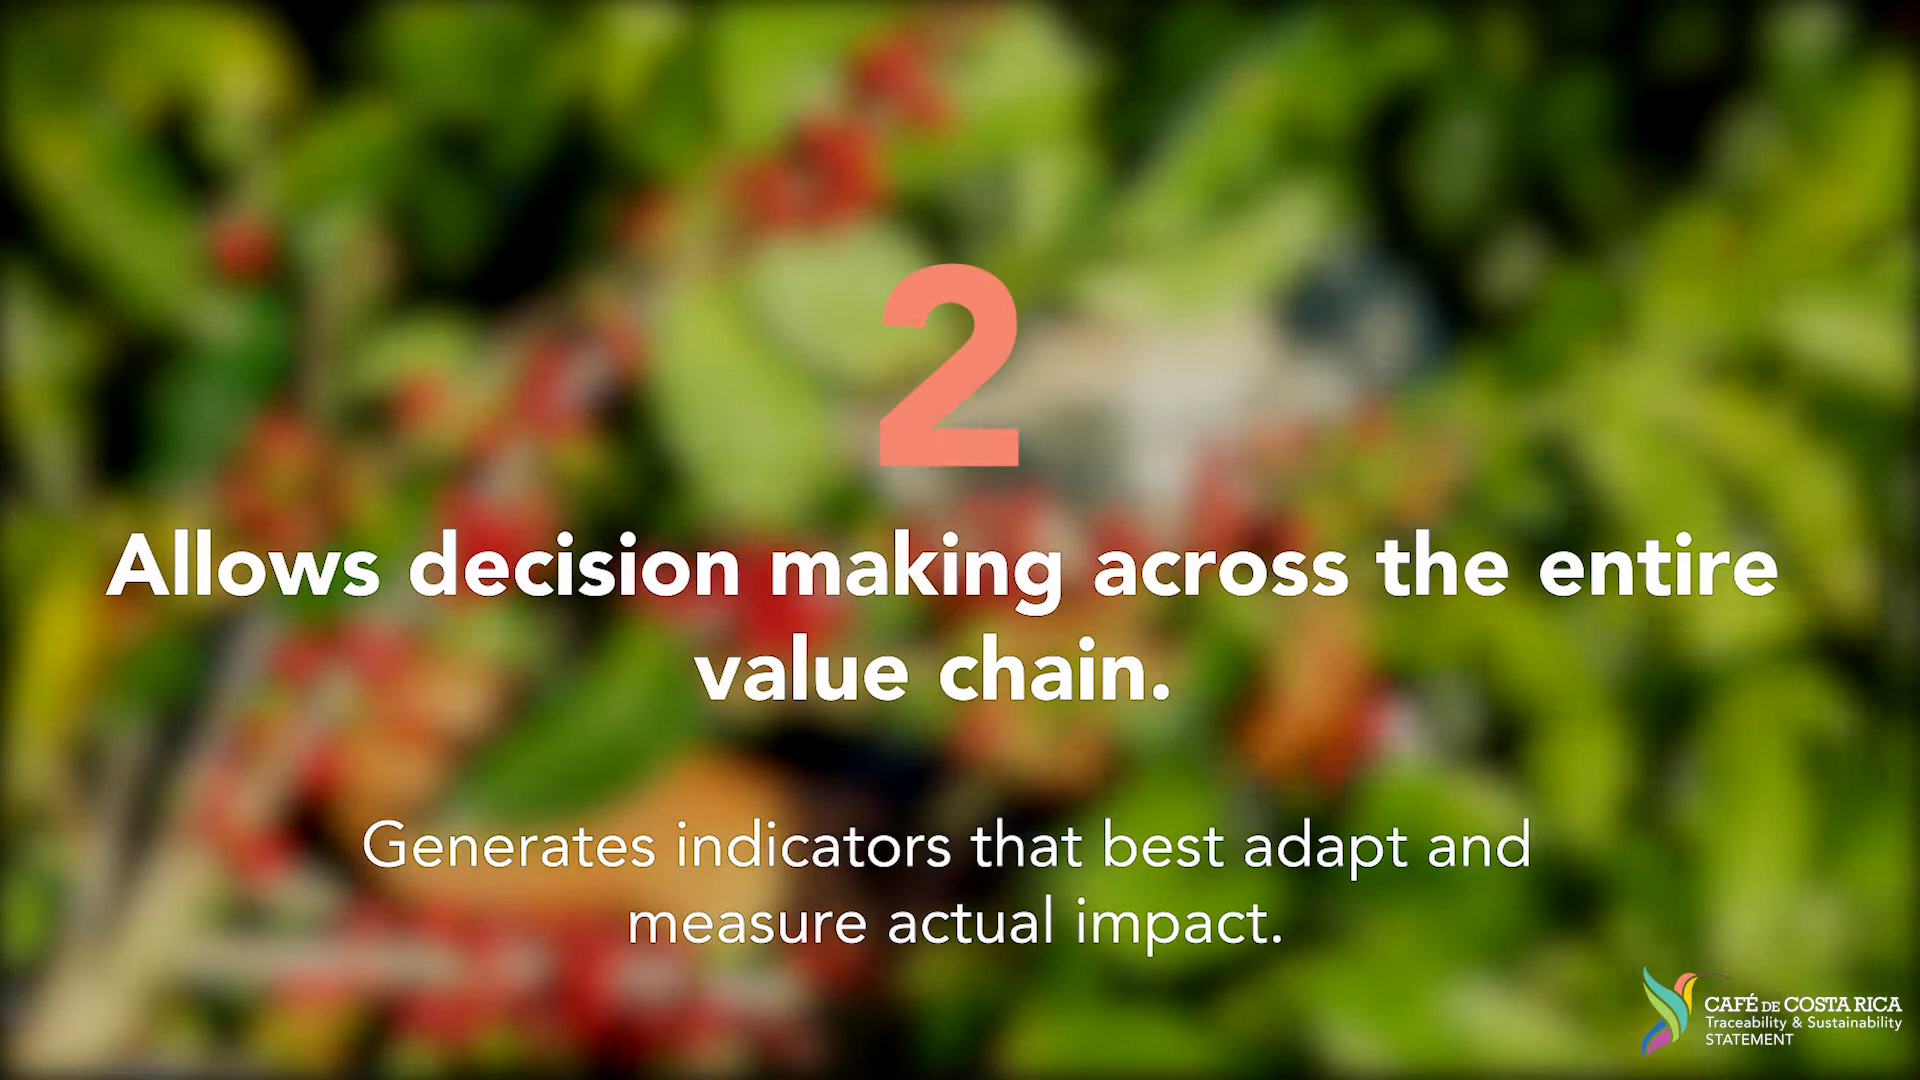 2
Allows decision making across the entire
value chain.
Generates indicators that best adapt and
measure actual impact.
CAFÉ DE COSTA RICA
Traceability & Sustainability
STATEMENT